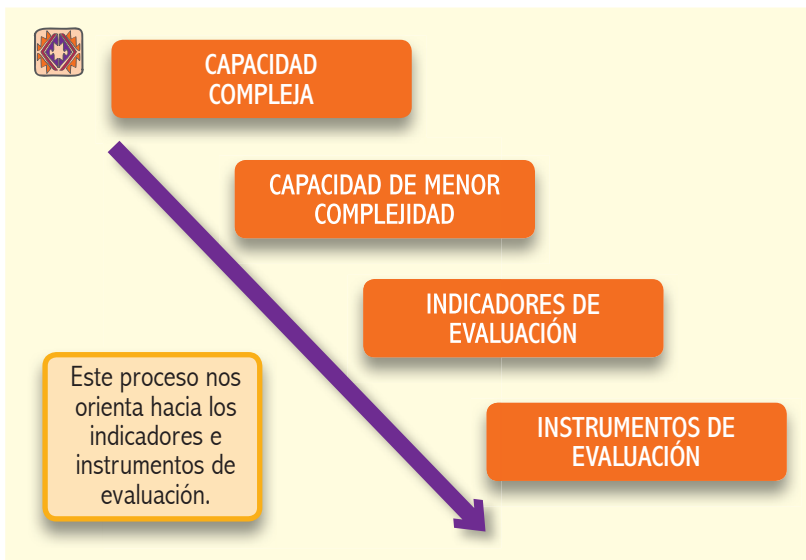 CAPACIDAD
COMPLEJA
CAPACIDAD DE MENOR
COMPLEJIDAD
INDICADORES DE
EVALUACIÓN
INSTRUMENTOS DE
EVALUACIÓN
Este proceso nos
orienta hacia los
indicadores e
instrumentos de
evaluación.